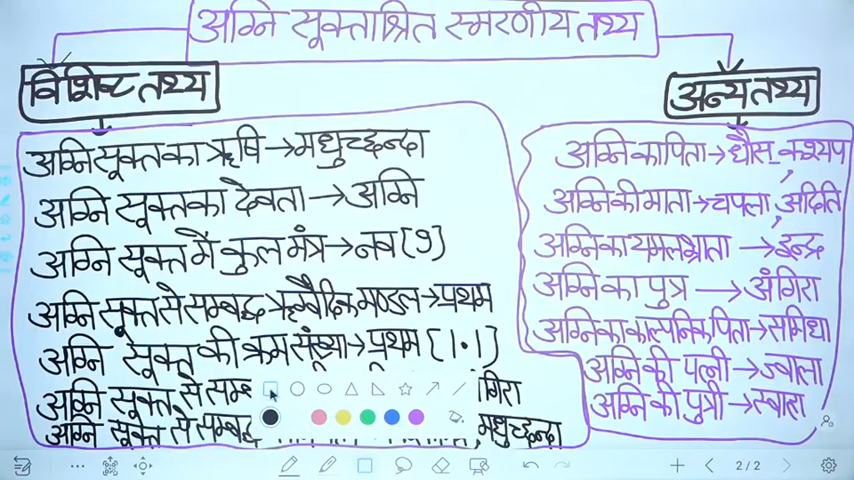 अग्नि सूक्ताश्रित स्मरणीय तथ्य
विशिष्ट तथ्य
अग्नि सूक्त का ऋषि → मधुच्छन्दा
अग्नि सूक्त का देवता → अग्नि
अग्नि सूक्त मे कुल मंत्र → नव (९)
अग्नि सूक्त से सम्बद्ध ऋग्वैदिक मण्डल → प्रथम
अग्नि सूक्त की क्रम संख्या → प्रथम (1.1)
अग्नि सूक्त से सम्ब गिरा
अग्नि सूक्त से सम्बद्ध मधुच्छन्दा
अन्य तथ्य
अग्नि का पिता → धौस, कश्यप
अग्नि की माता → चपला, अदिति
अग्नि का यमलभ्राता → इन्द्र
अग्नि का पुत्र → अंगिरा
अग्नि का काल्पनिक पिता → समिधा
अग्नि की पत्नी → ज्वाला
अग्नि की पुत्री → स्वाहा
2/2